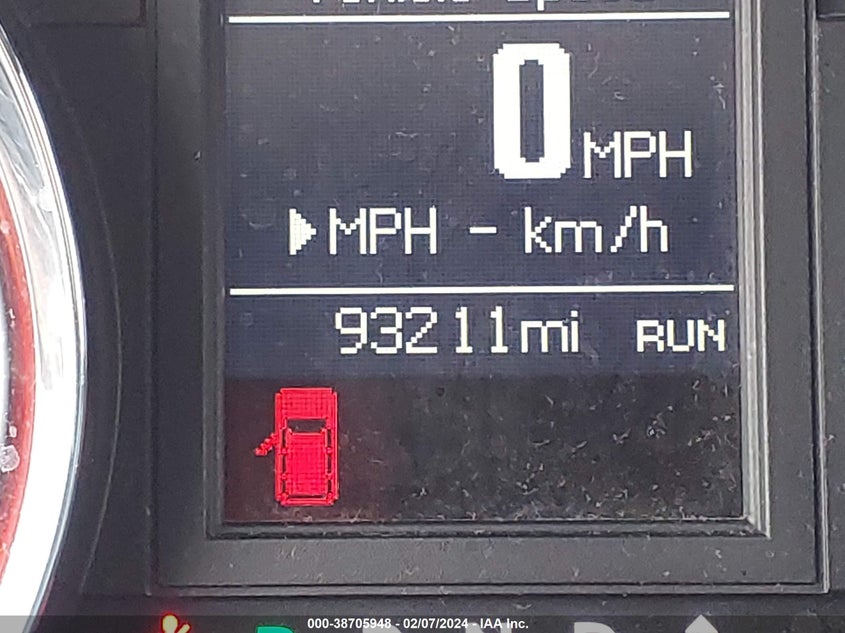 0 MPH
MPH - km/h
93211mi RUN
000-38705948 - 02/07/2024 - IAA Inc.